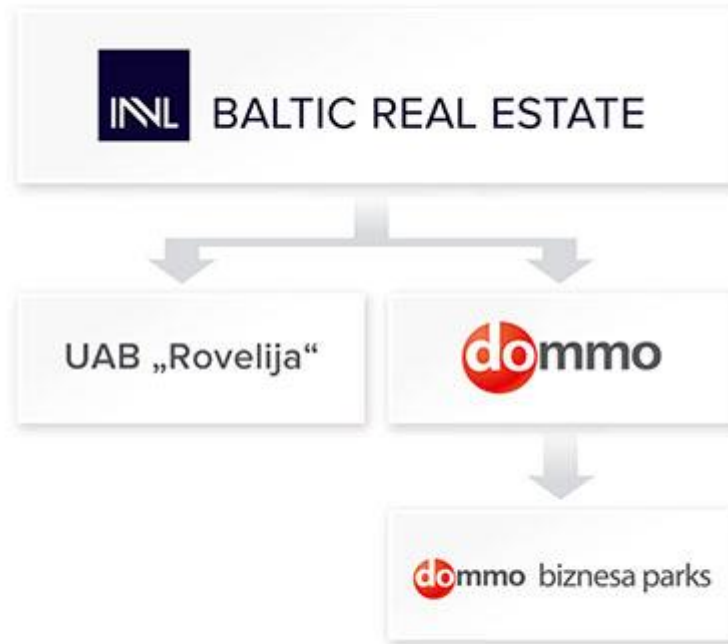 INVL BALTIC REAL ESTATE
UAB „Rovelija“
dommo
dommo biznesa parks